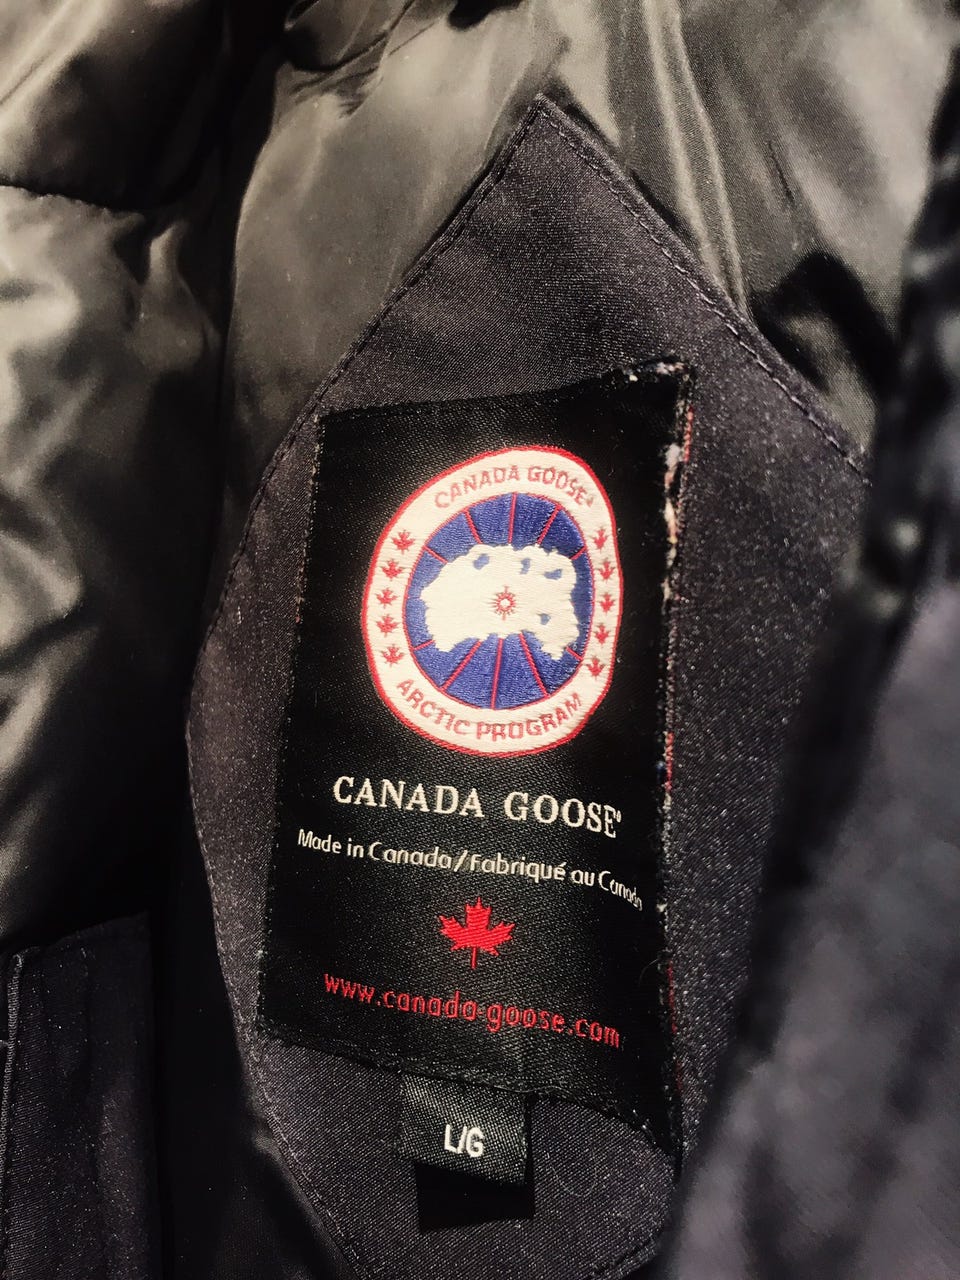 CANADA GOOSE®
ARCTIC PROGRAM
CANADA GOOSE®
Made in Canada/Fabriqué au Canada
www.canada-goose.com
L/G